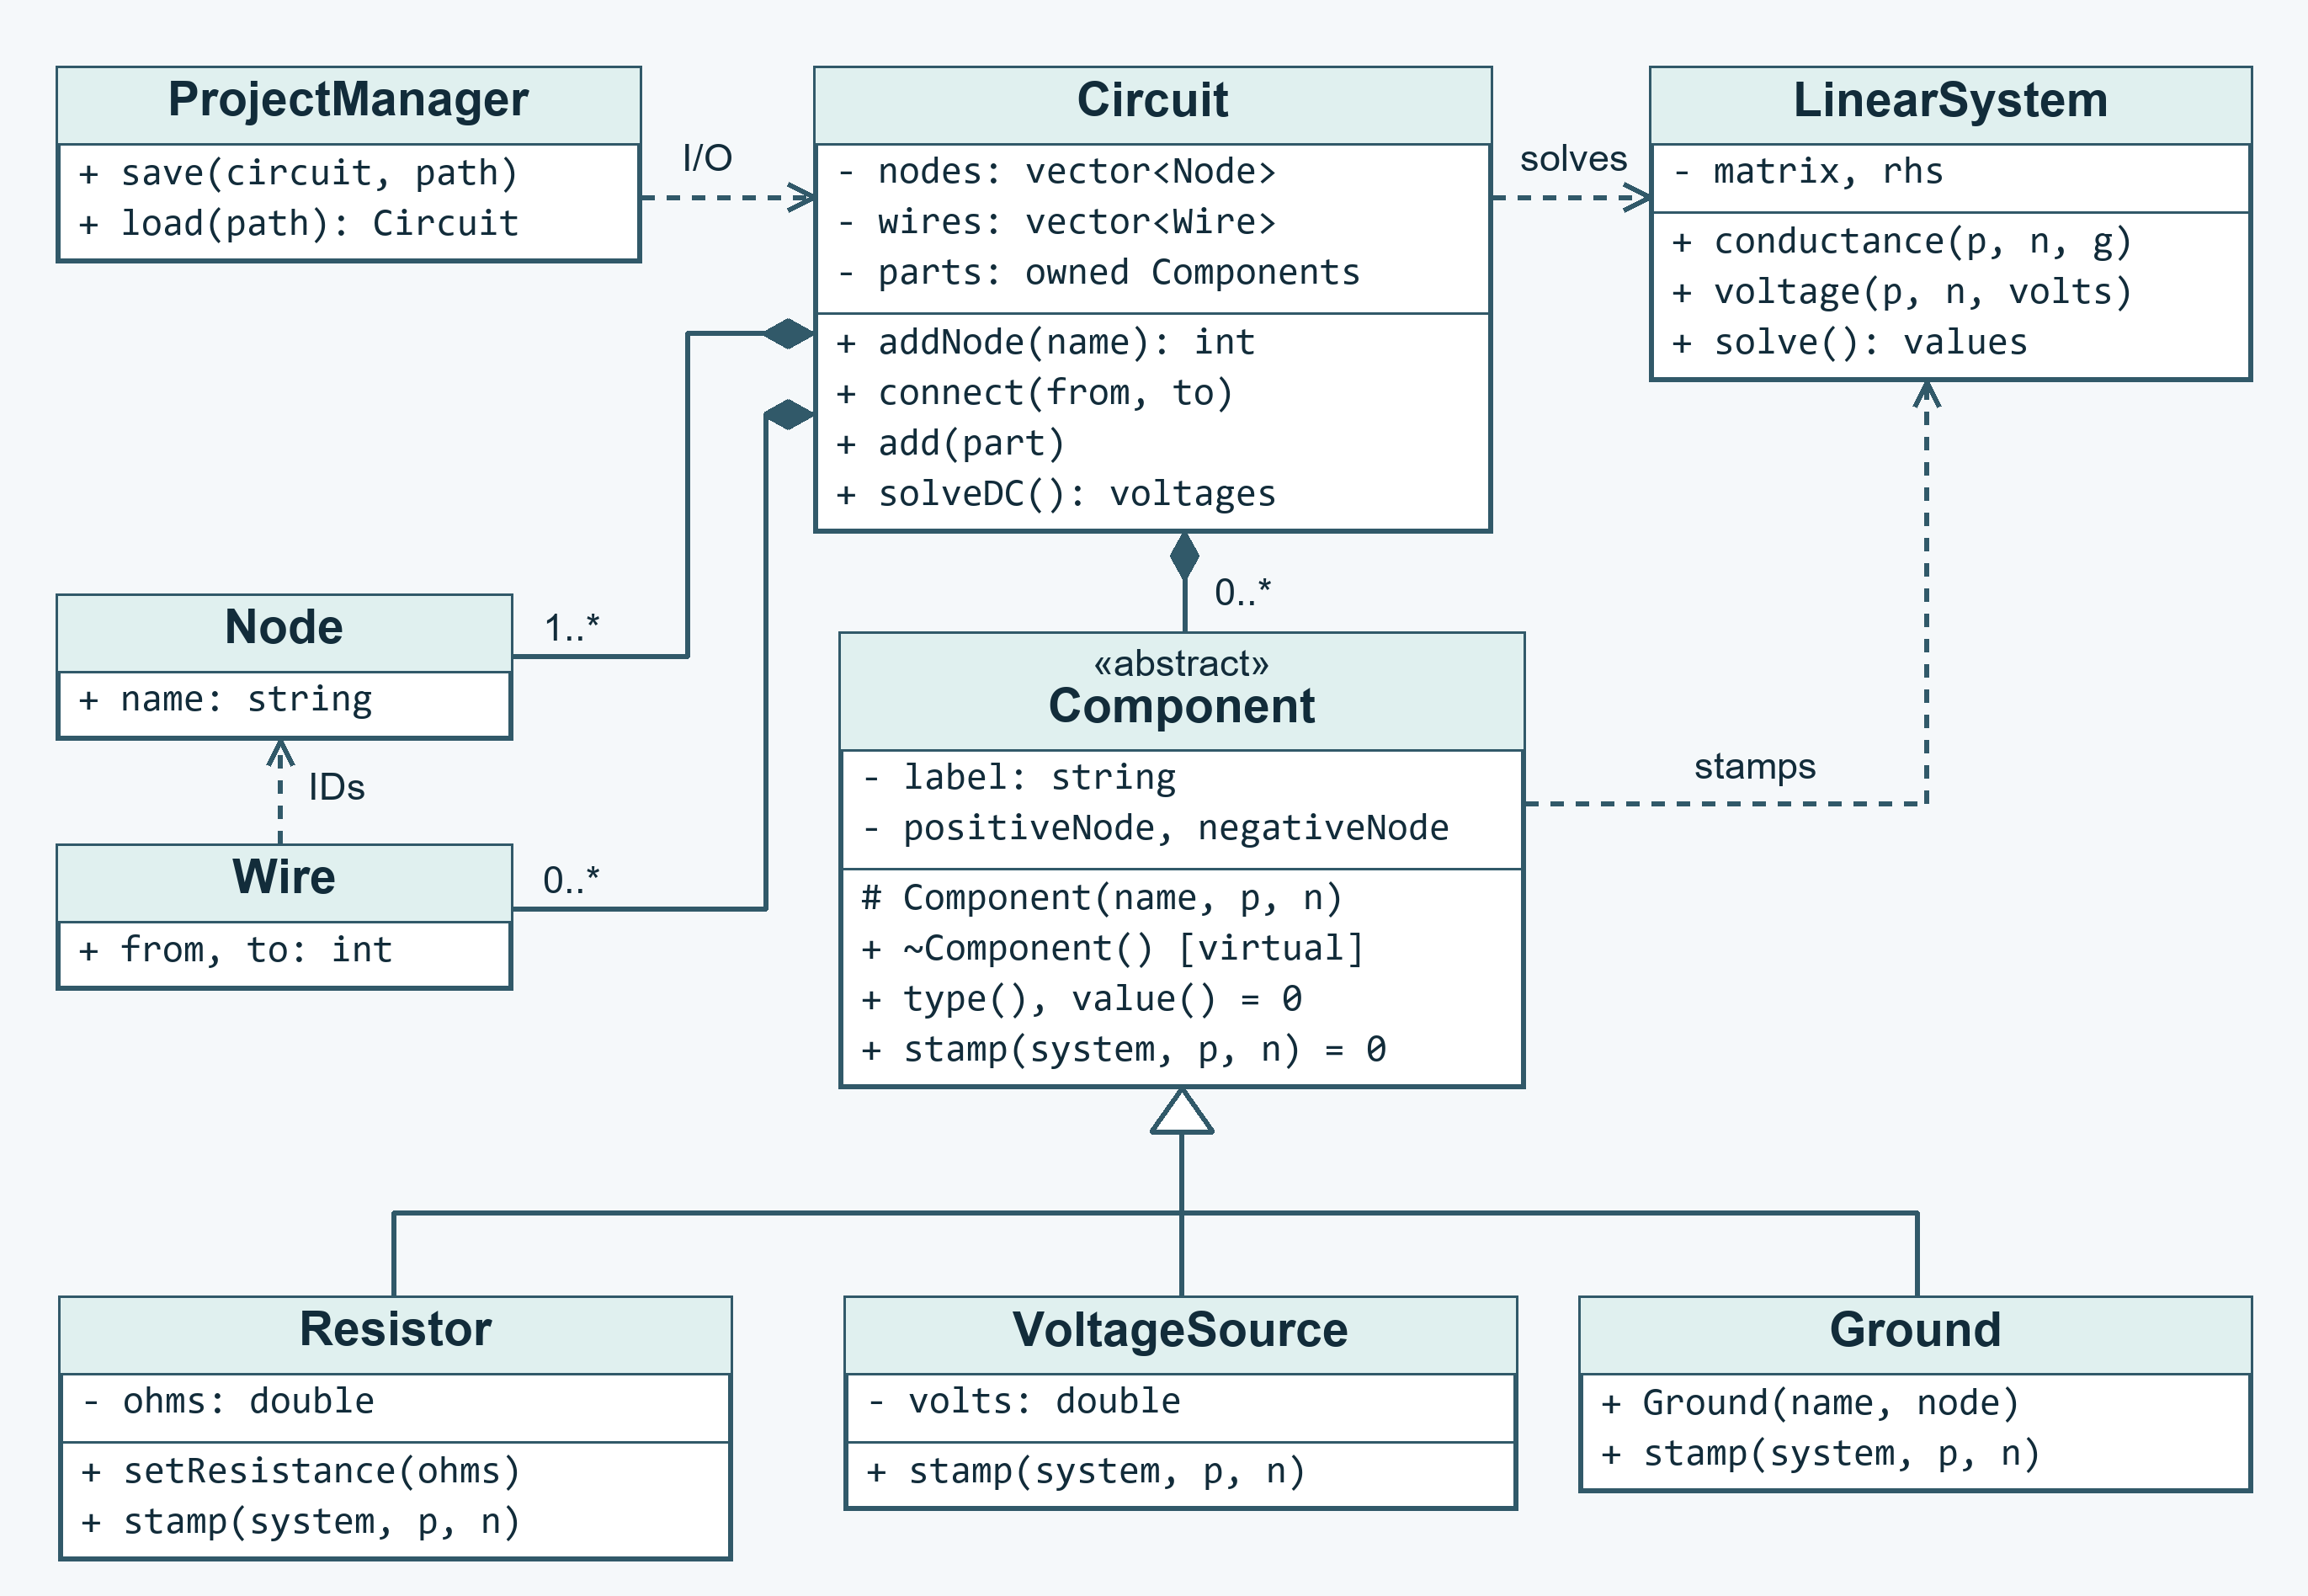 ProjectManager
+ save(circuit, path)
+ load(path): Circuit
I/O
Circuit
- nodes: vector<Node>
- wires: vector<Wire>
- parts: owned Components
+ addNode(name): int
+ connect(from, to)
+ add(part)
+ solveDC(): voltages
solves
LinearSystem
- matrix, rhs
+ conductance(p, n, g)
+ voltage(p, n, volts)
+ solve(): values
Node
+ name: string
1..*
IDs
Wire
+ from, to: int
0..*
0..*
«abstract»
Component
- label: string
- positiveNode, negativeNode
# Component(name, p, n)
+ ~Component() [virtual]
+ type(), value() = 0
+ stamp(system, p, n) = 0
stamps
Resistor
- ohms: double
+ setResistance(ohms)
+ stamp(system, p, n)
VoltageSource
- volts: double
+ stamp(system, p, n)
Ground
+ Ground(name, node)
+ stamp(system, p, n)